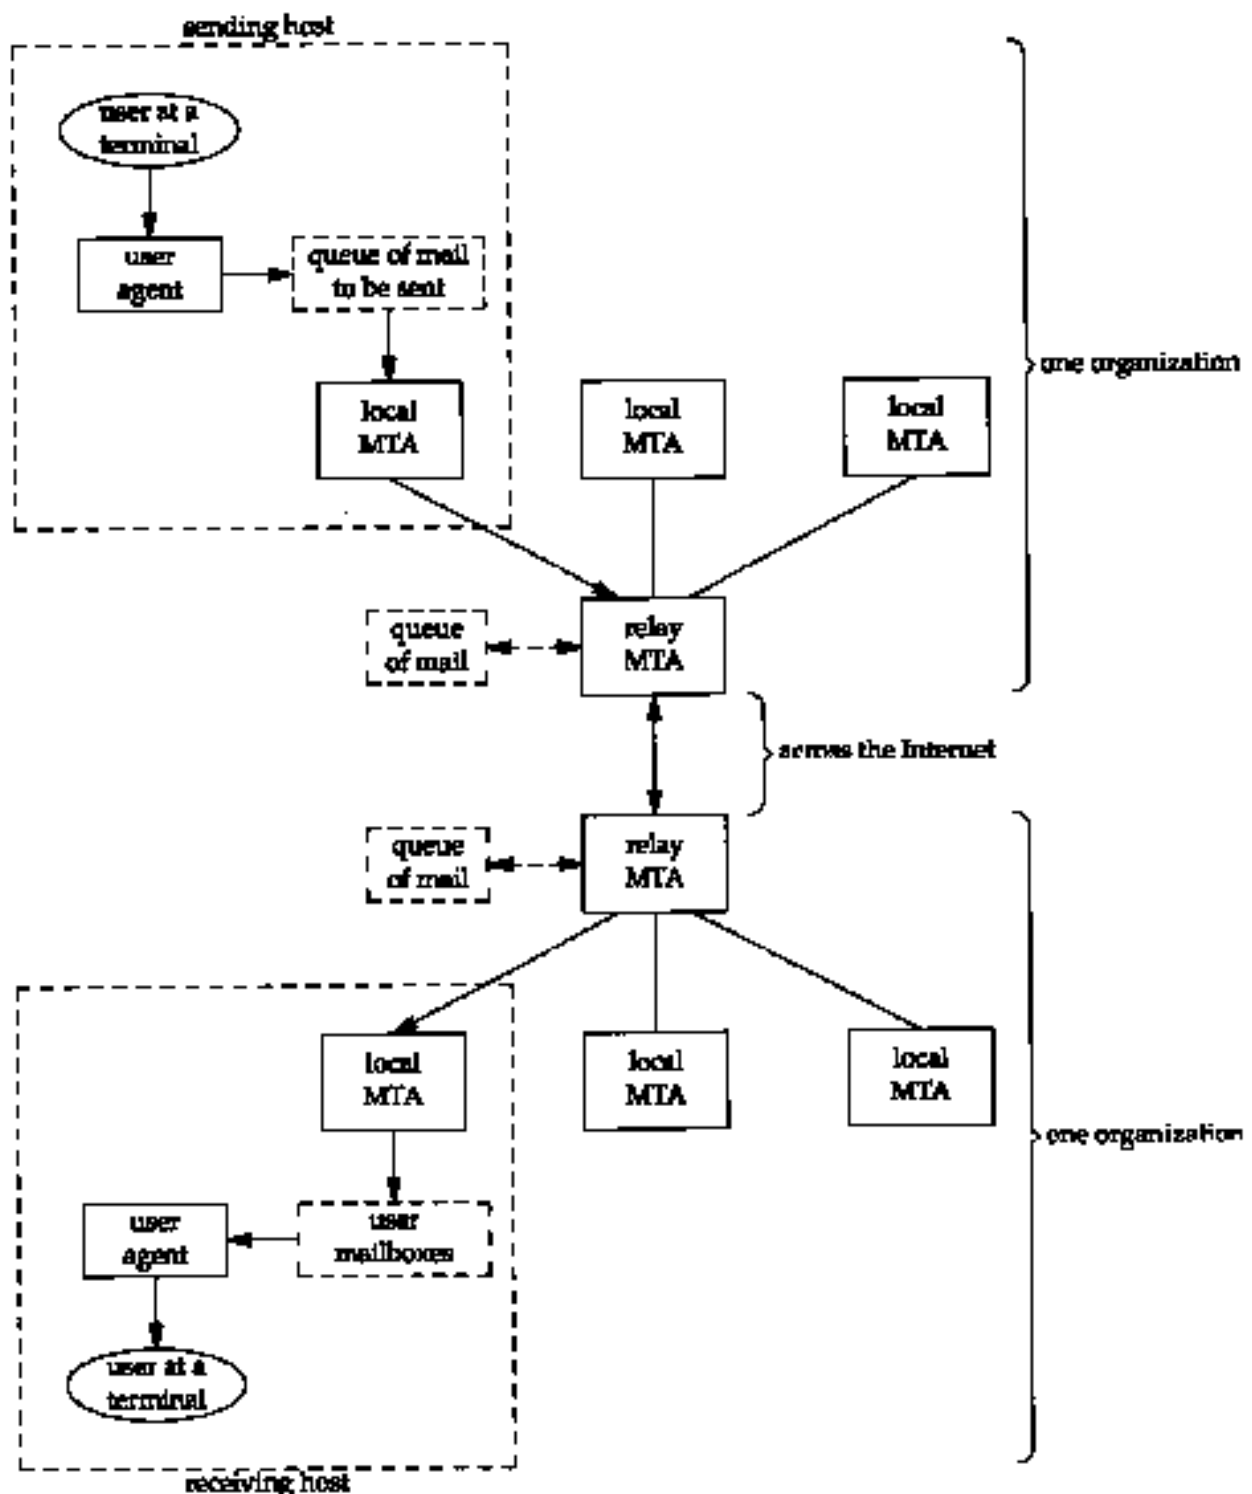 sending host
user at a
terminal
user
agent
queue of mail
to be sent
one organization
local
MTA
local
MTA
local
MTA
queue
of mail
relay
MTA
across the Internet
queue
of mail
relay
MTA
local
MTA
local
MTA
local
MTA
one organization
user
agent
user
mailboxes
user at a
terminal
receiving host